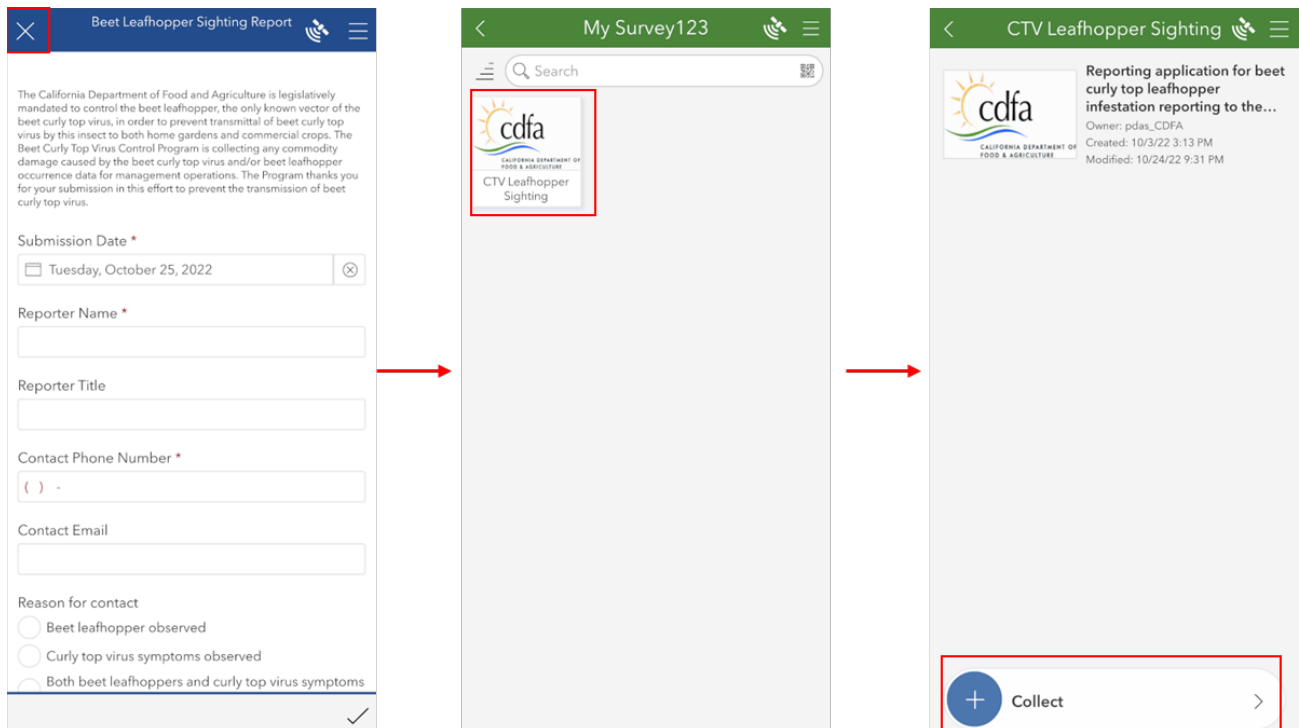 Beet Leafhopper Sighting Report
The California Department of Food and Agriculture is legislatively
mandated to control the beet leafhopper, the only known vector of the
beet curly top virus, in order to prevent transmittal of beet curly top
virus by this insect to both home gardens and commercial crops. The
Beet Curly Top Virus Control Program is collecting any commodity
damage caused by the beet curly top virus and/or beet leafhopper
occurrence data for management operations. The Program thanks you
for your submission in this effort to prevent the transmission of beet
curly top virus.
Submission Date *
Tuesday, October 25, 2022
Reporter Name *
Reporter Title
Contact Phone Number *
( ) -
Contact Email
Reason for contact
Beet leafhopper observed
Curly top virus symptoms observed
Both beet leafhoppers and curly top virus symptoms
My Survey123
Search
cdfa
CALIFORNIA DEPARTMENT OF
FOOD & AGRICULTURE
CTV Leafhopper
Sighting
CTV Leafhopper Sighting
cdfa
CALIFORNIA DEPARTMENT OF
FOOD & AGRICULTURE
Reporting application for beet
curly top leafhopper
infestation reporting to the...
Owner: pdas_CDFA
Created: 10/3/22 3:13 PM
Modified: 10/24/22 9:31 PM
Collect